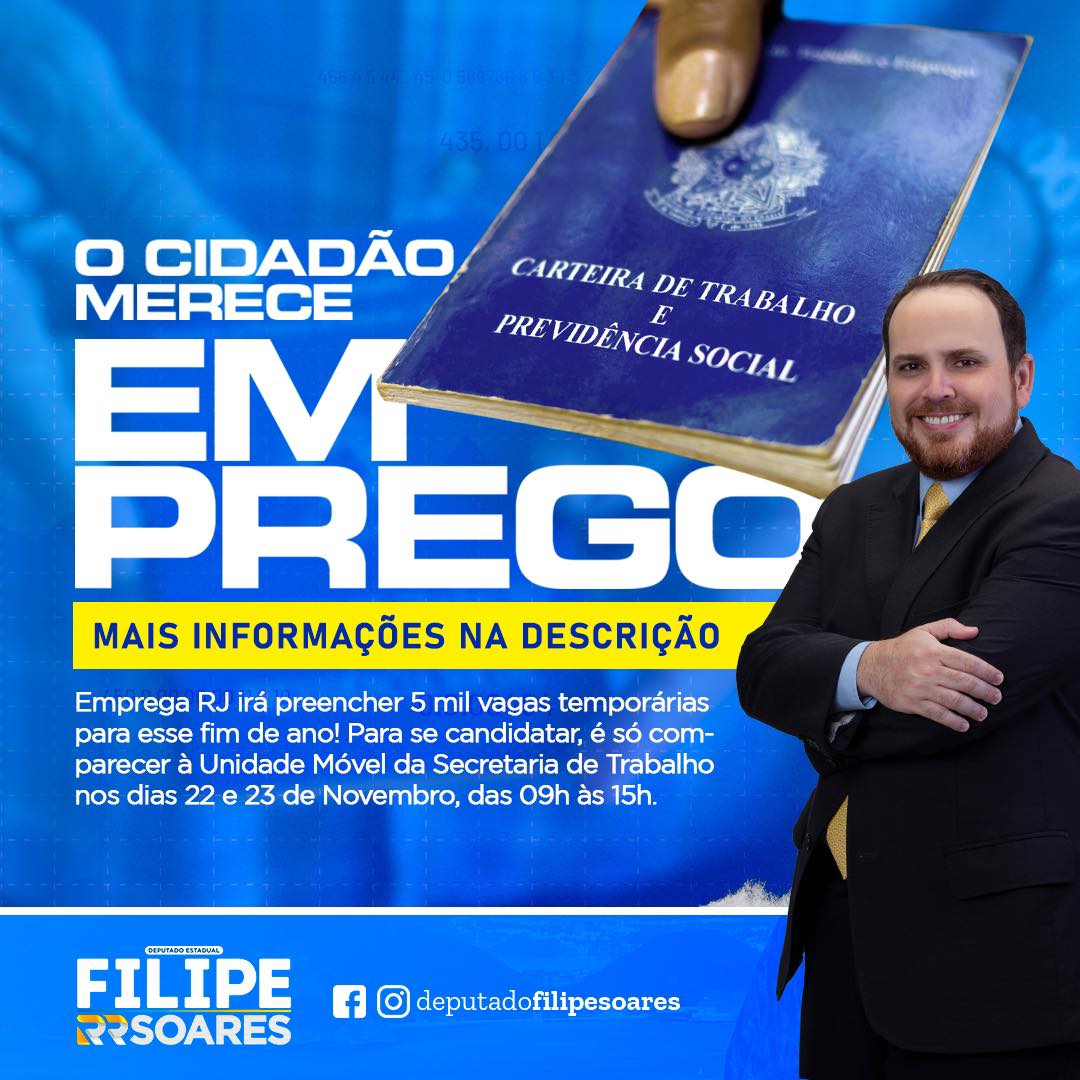 O CIDADÃO
MERECE
EM
PREGO
CARTEIRA DE TRABALHO
E
PREVIDÊNCIA SOCIAL
MAIS INFORMAÇÕES NA DESCRIÇÃO
Emprega RJ irá preencher 5 mil vagas temporárias
para esse fim de ano! Para se candidatar, é só com-
parecer à Unidade Móvel da Secretaria de Trabalho
nos dias 22 e 23 de Novembro, das 09h às 15h.
DEPUTADO ESTADUAL
FILIPE
RRSOARES
deputadofilipesoares